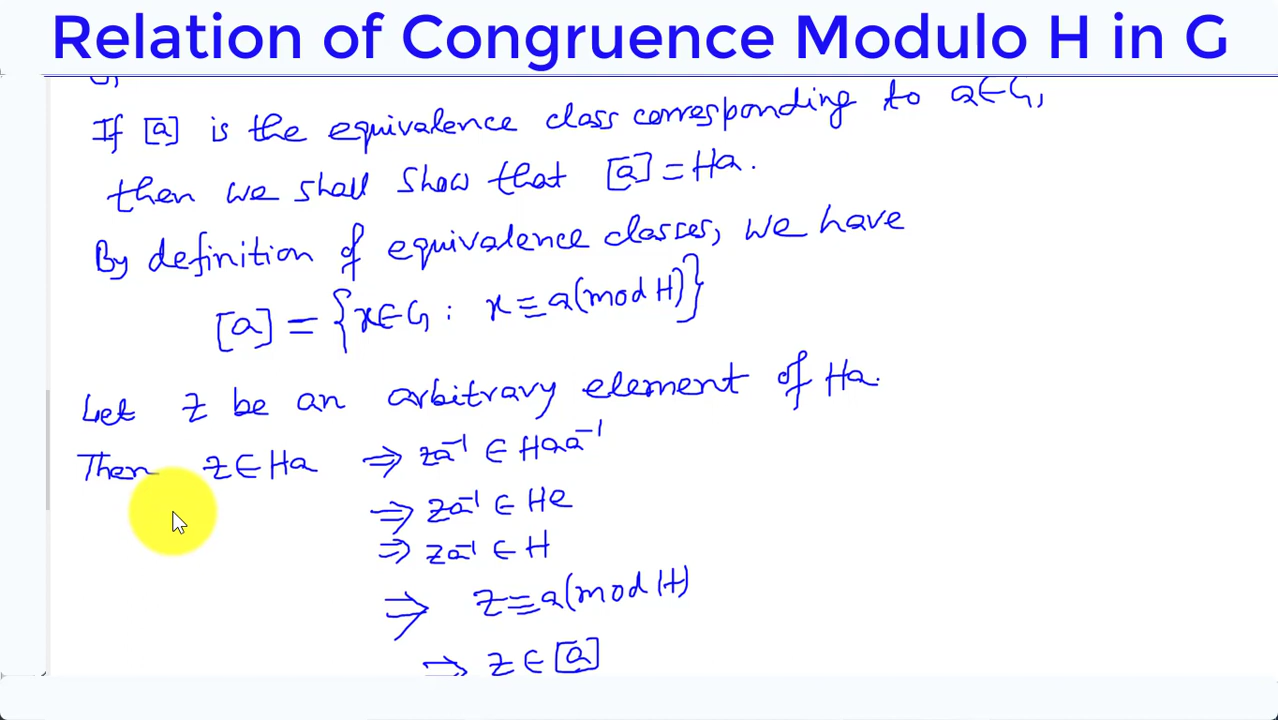 Relation of Congruence Modulo H in G
G,
If [a] is the equivalence class corresponding to a∈G,
then we shall show that [a] = Ha.
By definition of equivalence classes, we have
[a] = {x∈G : x≡a(mod H)}
Let z be an arbitrary element of Ha.
Then z∈Ha ⇒ za⁻¹ ∈ Haa⁻¹
⇒ za⁻¹ ∈ He
⇒ za⁻¹ ∈ H
⇒ z≡a(mod H)
⇒ z∈[a]